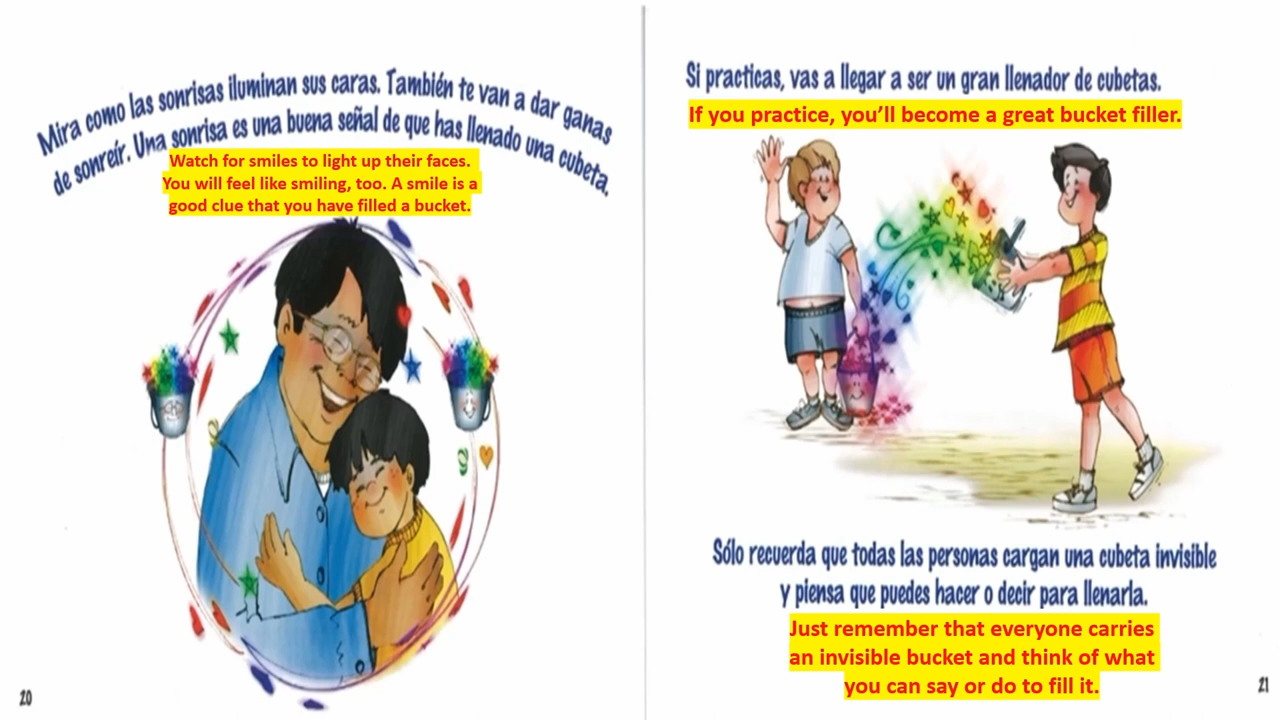 Mira como las sonrisas iluminan sus caras. También te van a dar ganas
de sonreír. Una sonrisa es una buena señal de que has llenado una cubeta.
Watch for smiles to light up their faces.
You will feel like smiling, too. A smile is a
good clue that you have filled a bucket.
20
Si practicas, vas a llegar a ser un gran llenador de cubetas.
If you practice, you’ll become a great bucket filler.
Sólo recuerda que todas las personas cargan una cubeta invisible
y piensa que puedes hacer o decir para llenarla.
Just remember that everyone carries
an invisible bucket and think of what
you can say or do to fill it.
21